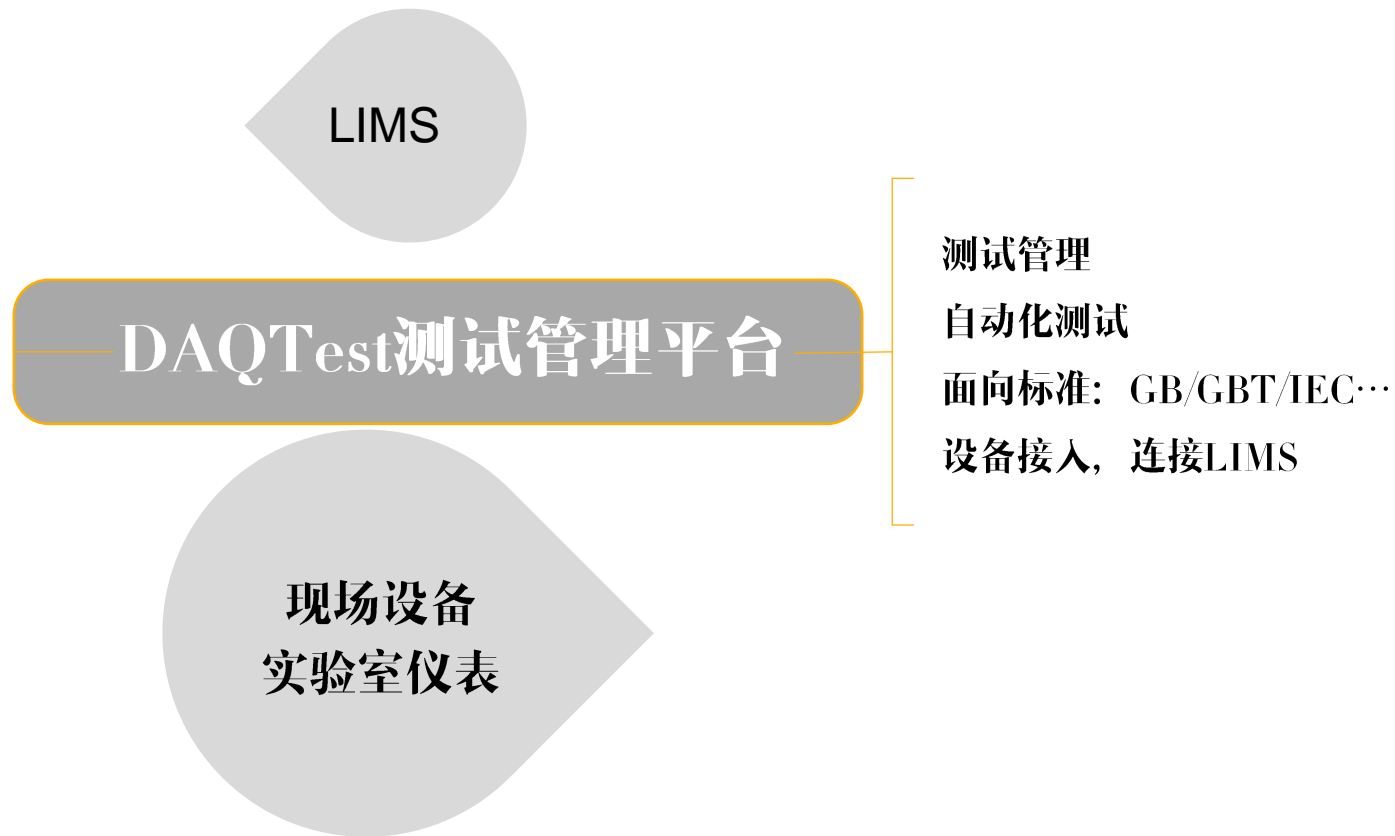 LIMS
DAQTest测试管理平台
测试管理
自动化测试
面向标准：GB/GBT/IEC…
设备接入，连接LIMS
现场设备
实验室仪表